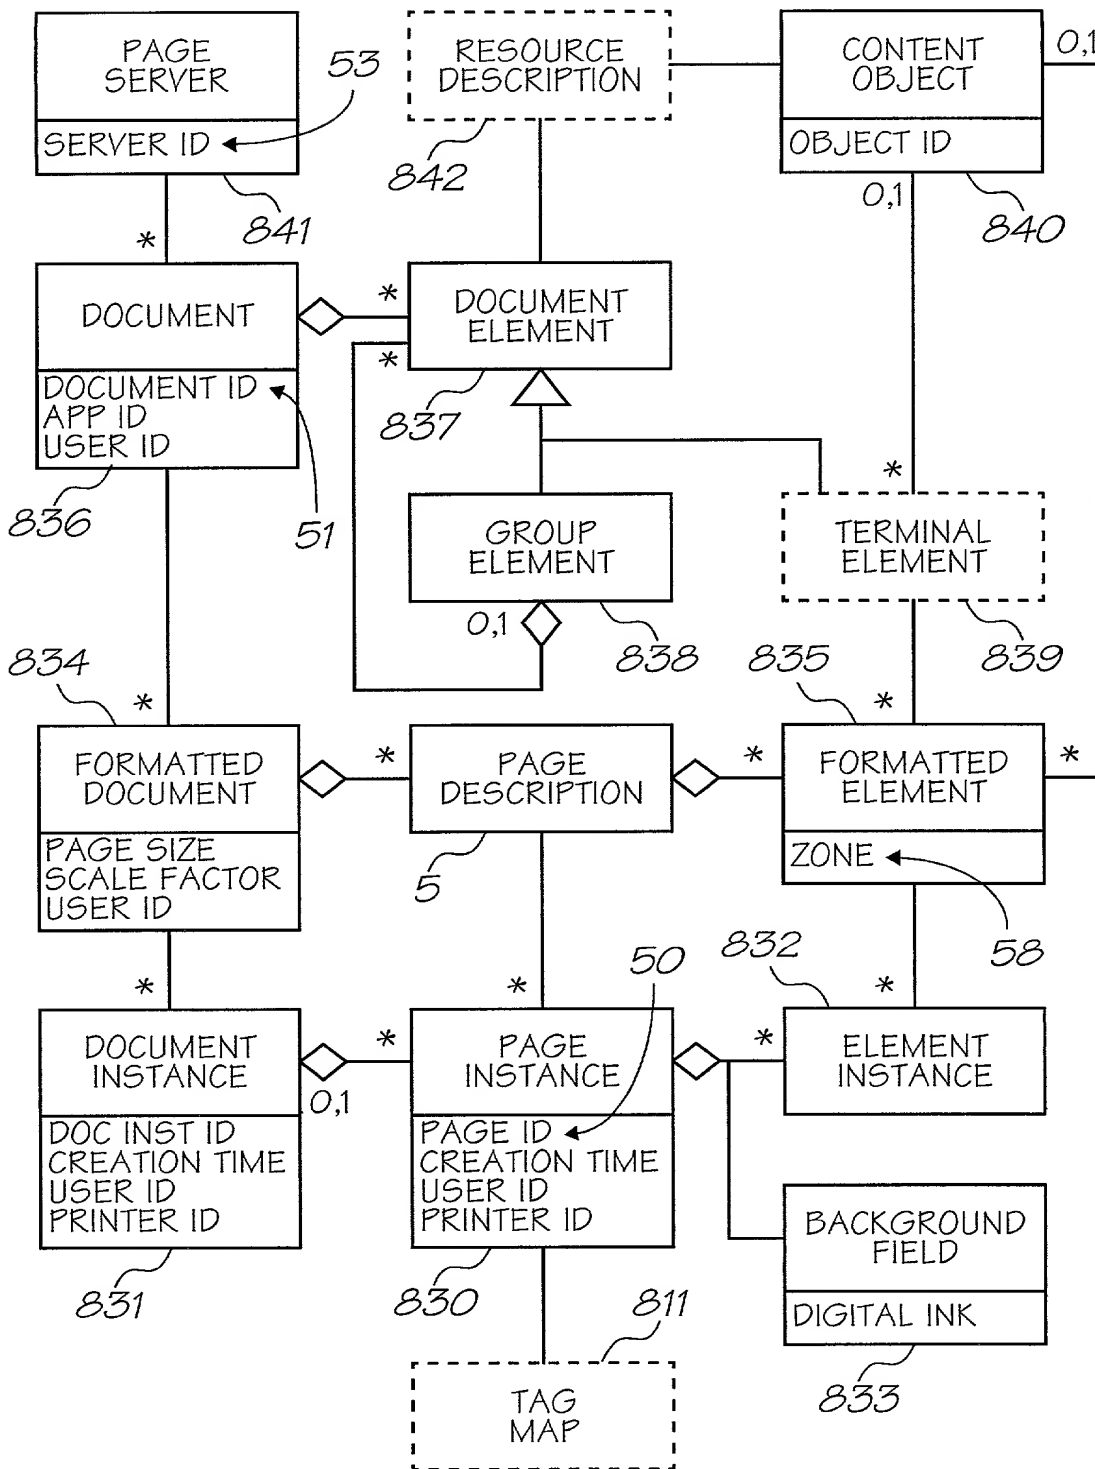 PAGE
SERVER
SERVER ID
53
841
RESOURCE
DESCRIPTION
842
CONTENT
OBJECT
OBJECT ID
0,1
0,1
840
*
DOCUMENT
DOCUMENT ID
APP ID
USER ID
836
51
*
*
DOCUMENT
ELEMENT
837
GROUP
ELEMENT
0,1
838
*
TERMINAL
ELEMENT
839
834
*
FORMATTED
DOCUMENT
PAGE SIZE
SCALE FACTOR
USER ID
*
PAGE
DESCRIPTION
5
*
835
*
FORMATTED
ELEMENT
*
ZONE
58
*
DOCUMENT
INSTANCE
0,1
DOC INST ID
CREATION TIME
USER ID
PRINTER ID
831
*
*
50
PAGE
INSTANCE
PAGE ID
CREATION TIME
USER ID
PRINTER ID
830
*
832
*
ELEMENT
INSTANCE
BACKGROUND
FIELD
DIGITAL INK
833
811
TAG
MAP